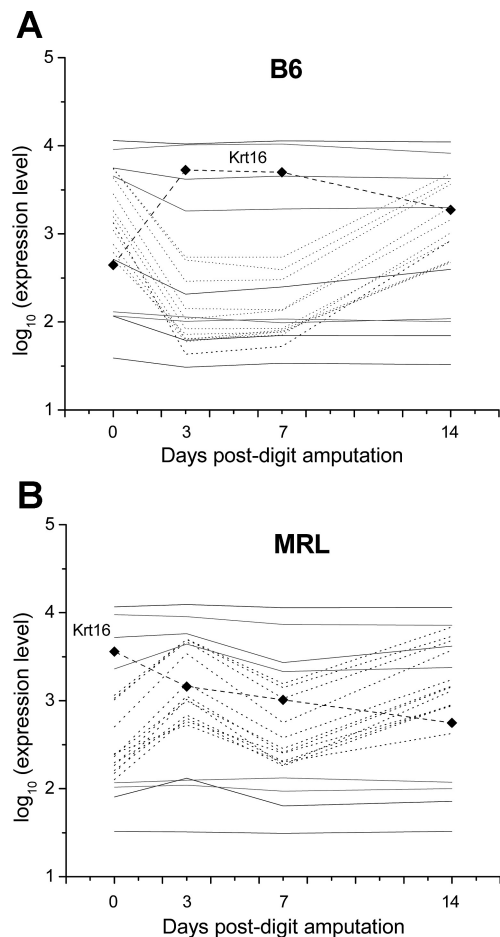 A
B6
5
4
3
2
1
log10 (expression level)
Krt16
0 3 7 14
Days post-digit amputation
B
MRL
5
4
3
2
1
log10 (expression level)
Krt16
0 3 7 14
Days post-digit amputation